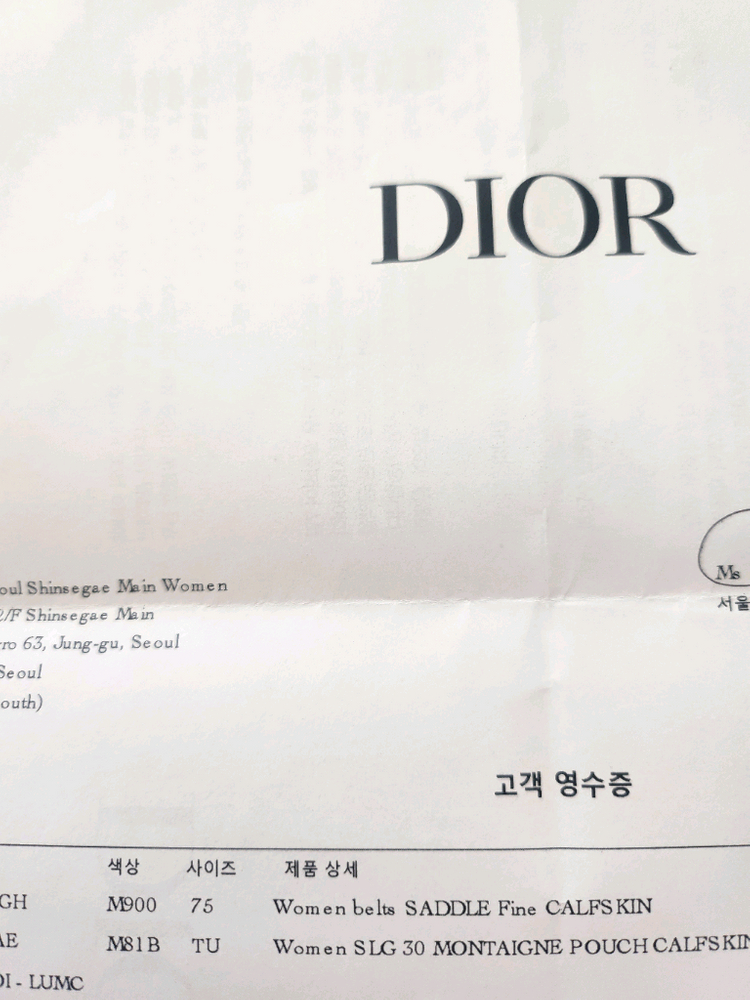 DIOR
oul Shinsegae Main Women
2/F Shinsegae Main
ro 63, Jung-gu, Seoul
Seoul
outh)
Ms
서울
고객 영수증
색상 사이즈 제품 상세
GH M900 75 Women belts SADDLE Fine CALFSKIN
AE M81B TU Women SLG 30 MONTAIGNE POUCH CALFSKIN
DI - LUMC